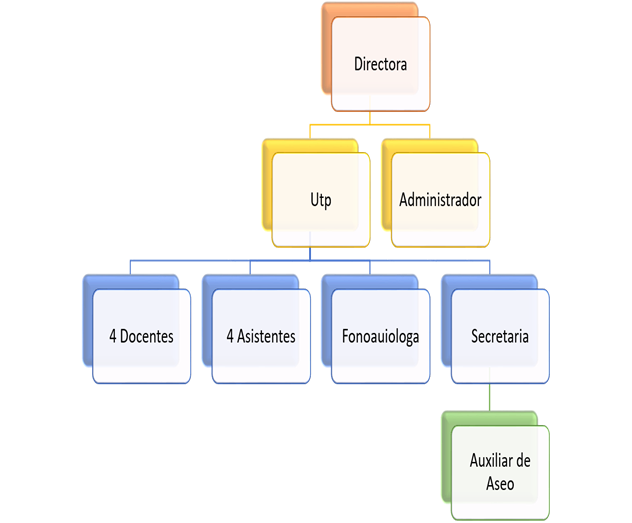 Directora
Utp
Administrador
4 Docentes
4 Asistentes
Fonoauiologa
Secretaria
Auxiliar de
Aseo